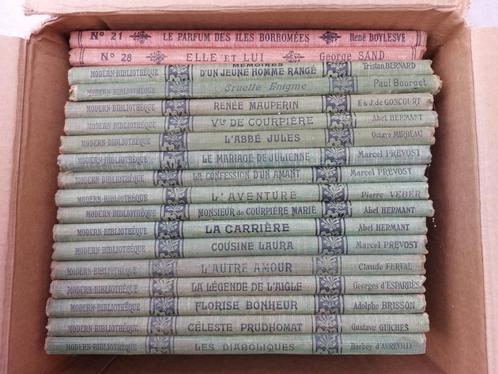 Nº 21 LE PARFUM DES ILES BORROMÉES René BOYLESVE
Nº 28 ELLE ET LUI George SAND
MODERN-BIBLIOTHÈQUE MÉMOIRES D'UN JEUNE HOMME RANGÉ Tristan BERNARD
MODERN-BIBLIOTHÈQUE Cruelle Enigme Paul Bourget
MODERN-BIBLIOTHÈQUE RENÉE MAUPERIN E & J. de GONCOURT
MODERN-BIBLIOTHÈQUE Vte DE COURPIÈRE Abel HERMANT
MODERN-BIBLIOTHÈQUE L'ABBÉ JULES Octave MIRBEAU
MODERN-BIBLIOTHÈQUE LE MARIAGE DE JULIENNE Marcel PRÉVOST
MODERN-BIBLIOTHÈQUE LA CONFESSION D'UN AMANT Marcel PRÉVOST
MODERN-BIBLIOTHÈQUE L'AVENTURE Pierre VEBER
MODERN-BIBLIOTHÈQUE MONSIEUR DE COURPIÈRE MARIÉ Abel HERMANT
MODERN-BIBLIOTHÈQUE LA CARRIÈRE Abel HERMANT
MODERN-BIBLIOTHÈQUE COUSINE LAURA Marcel PRÉVOST
MODERN-BIBLIOTHÈQUE L'AUTRE AMOUR Claude FERVAL
MODERN-BIBLIOTHÈQUE LA LÉGENDE DE L'AIGLE Georges d'ESPARBÈS
MODERN-BIBLIOTHÈQUE FLORISE BONHEUR Adolphe BRISSON
MODERN-BIBLIOTHÈQUE CÉLESTE PRUDHOMAT Gustave GUICHES
MODERN-BIBLIOTHÈQUE LES DIABOLIQUES Barbey d'AUREVILLY